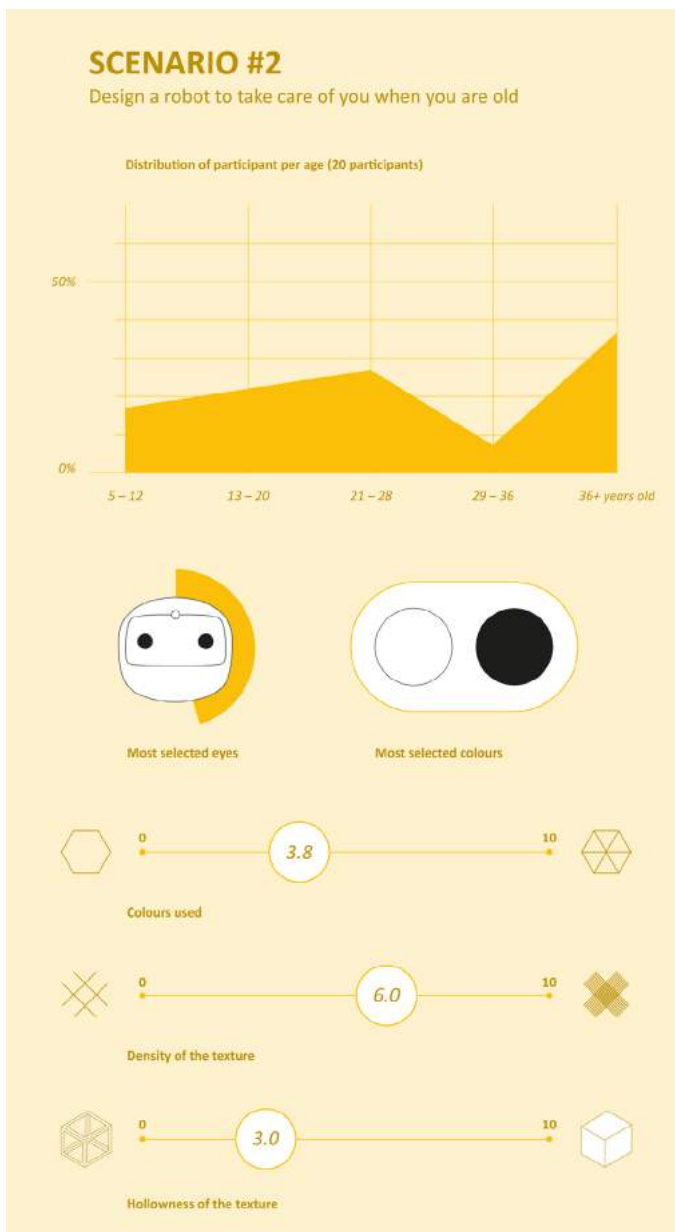 SCENARIO #2
Design a robot to take care of you when you are old
Distribution of participant per age (20 participants)
50%
0%
5 – 12
13 – 20
21 – 28
29 – 36
36+ years old
Most selected eyes
Most selected colours
0
3.8
10
Colours used
0
6.0
10
Density of the texture
0
3.0
10
Hollowness of the texture